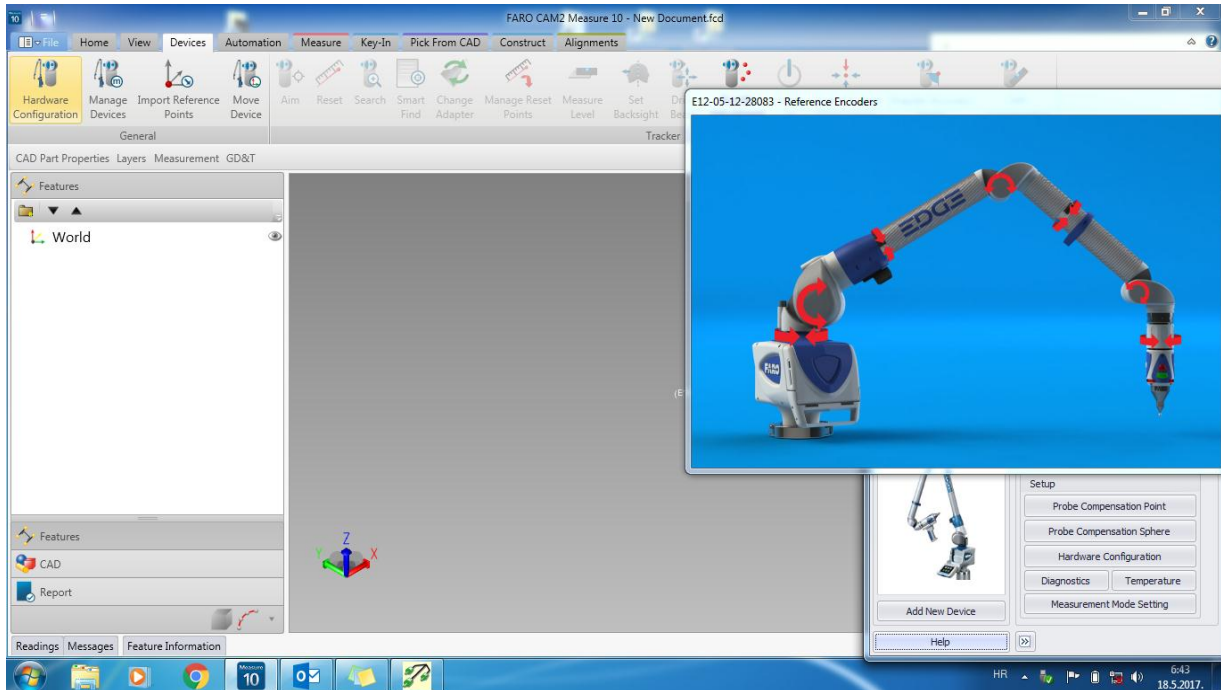 10
FARO CAM2 Measure 10 - New Document.fcd
File Home View Devices Automation Measure Key-In Pick From CAD Construct Alignments
Hardware Configuration
Manage Devices
Import Reference Points
Move Device
Aim
Reset
Search
Smart Find
Change Adapter
Manage Reset Points
Measure Level
Set Backsight
General
Tracker
CAD Part Properties Layers Measurement GD&T
E12-05-12-28083 - Reference Encoders
EDGE
FARO
Features
World
Z
Y X
Features
CAD
Report
Setup
Probe Compensation Point
Probe Compensation Sphere
Hardware Configuration
Diagnostics Temperature
Measurement Mode Setting
Add New Device
Help
Readings Messages Feature Information
Measure
10
HR
6:43
18.5.2017.